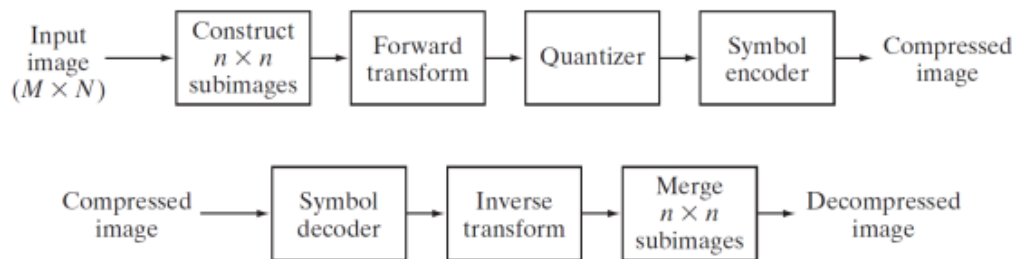 Input
image
(M × N)
Construct
n × n
subimages
Forward
transform
Quantizer
Symbol
encoder
Compressed
image
Compressed
image
Symbol
decoder
Inverse
transform
Merge
n × n
subimages
Decompressed
image